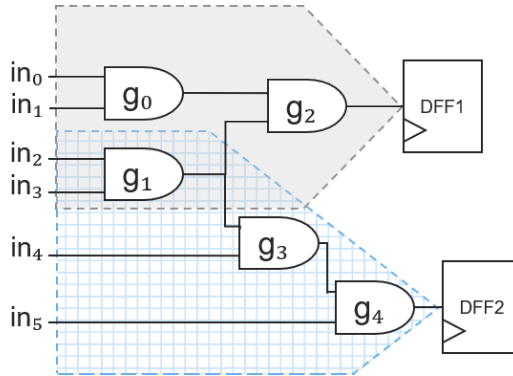 in₀
in₁
g₀
g₂
DFF1
in₂
in₃
g₁
in₄
g₃
in₅
g₄
DFF2